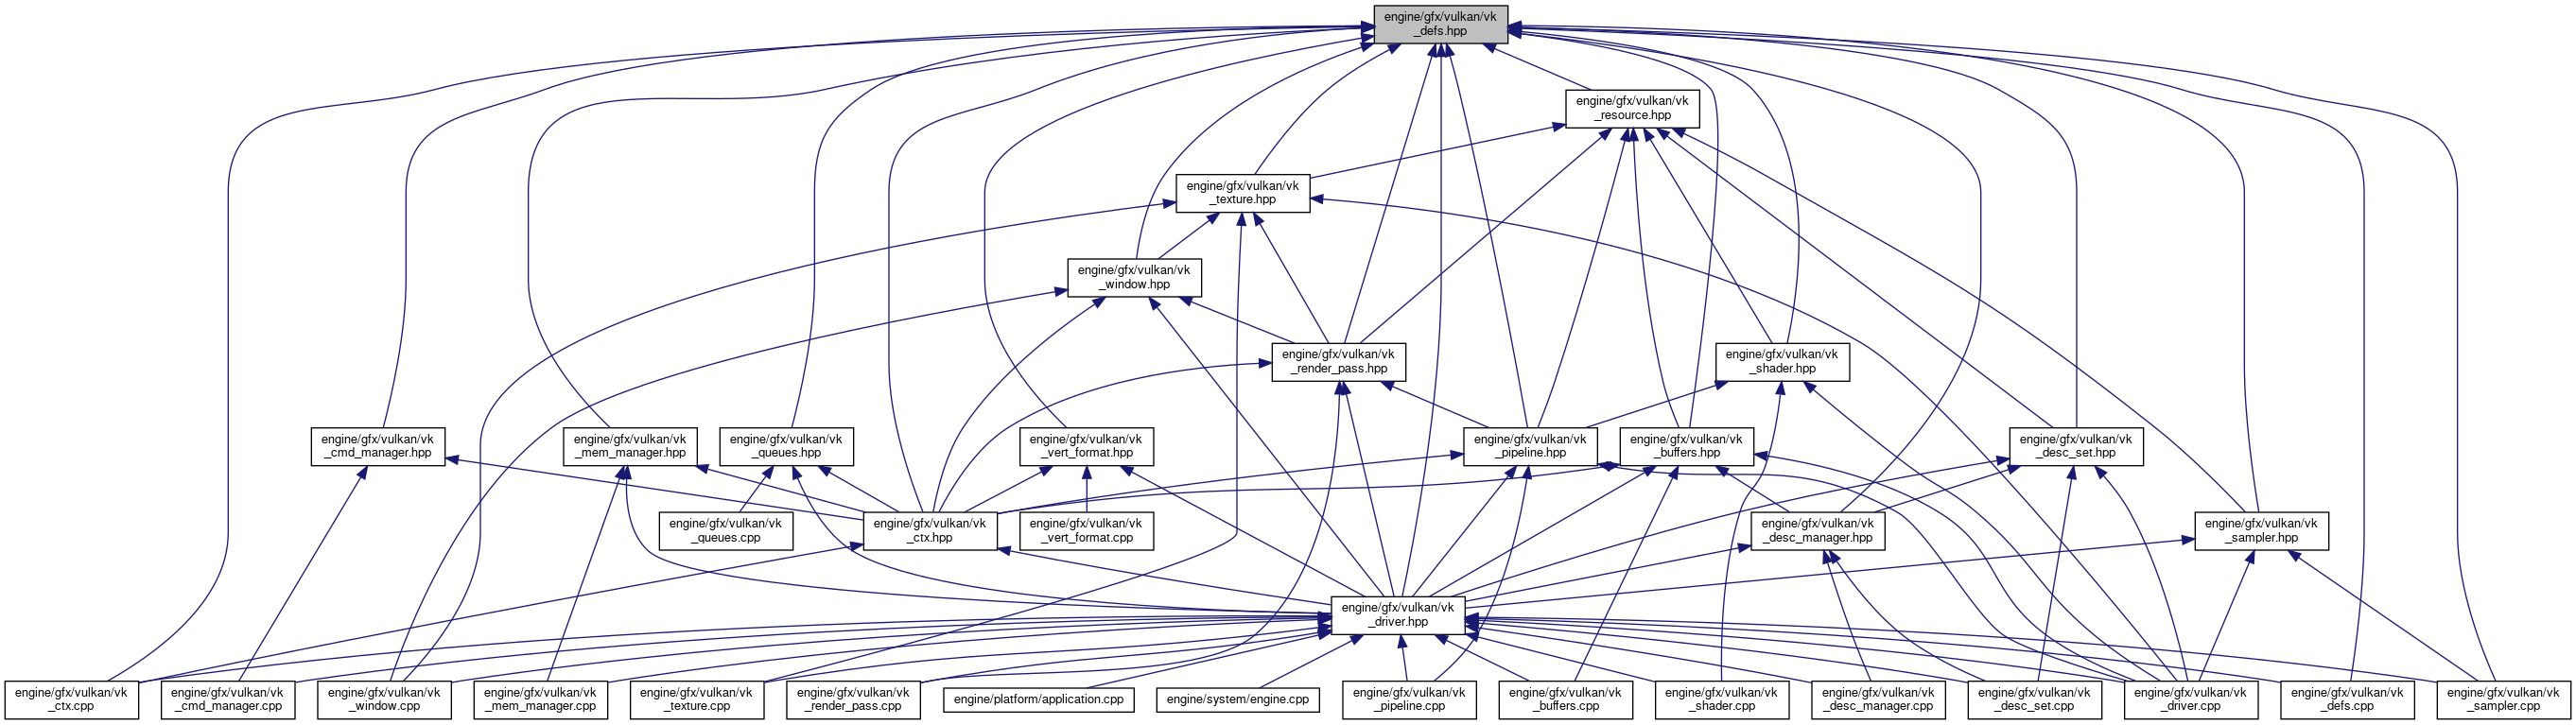 engine/gfx/vulkan/vk
_defs.hpp
engine/gfx/vulkan/vk
_resource.hpp
engine/gfx/vulkan/vk
_texture.hpp
engine/gfx/vulkan/vk
_window.hpp
engine/gfx/vulkan/vk
_render_pass.hpp
engine/gfx/vulkan/vk
_shader.hpp
engine/gfx/vulkan/vk
_cmd_manager.hpp
engine/gfx/vulkan/vk
_mem_manager.hpp
engine/gfx/vulkan/vk
_queues.hpp
engine/gfx/vulkan/vk
_vert_format.hpp
engine/gfx/vulkan/vk
_pipeline.hpp
engine/gfx/vulkan/vk
_buffers.hpp
engine/gfx/vulkan/vk
_desc_set.hpp
engine/gfx/vulkan/vk
_queues.cpp
engine/gfx/vulkan/vk
_ctx.hpp
engine/gfx/vulkan/vk
_vert_format.cpp
engine/gfx/vulkan/vk
_desc_manager.hpp
engine/gfx/vulkan/vk
_sampler.hpp
engine/gfx/vulkan/vk
_driver.hpp
engine/gfx/vulkan/vk
_ctx.cpp
engine/gfx/vulkan/vk
_cmd_manager.cpp
engine/gfx/vulkan/vk
_window.cpp
engine/gfx/vulkan/vk
_mem_manager.cpp
engine/gfx/vulkan/vk
_texture.cpp
engine/gfx/vulkan/vk
_render_pass.cpp
engine/platform/application.cpp
engine/system/engine.cpp
engine/gfx/vulkan/vk
_pipeline.cpp
engine/gfx/vulkan/vk
_buffers.cpp
engine/gfx/vulkan/vk
_shader.cpp
engine/gfx/vulkan/vk
_desc_manager.cpp
engine/gfx/vulkan/vk
_desc_set.cpp
engine/gfx/vulkan/vk
_driver.cpp
engine/gfx/vulkan/vk
_defs.cpp
engine/gfx/vulkan/vk
_sampler.cpp